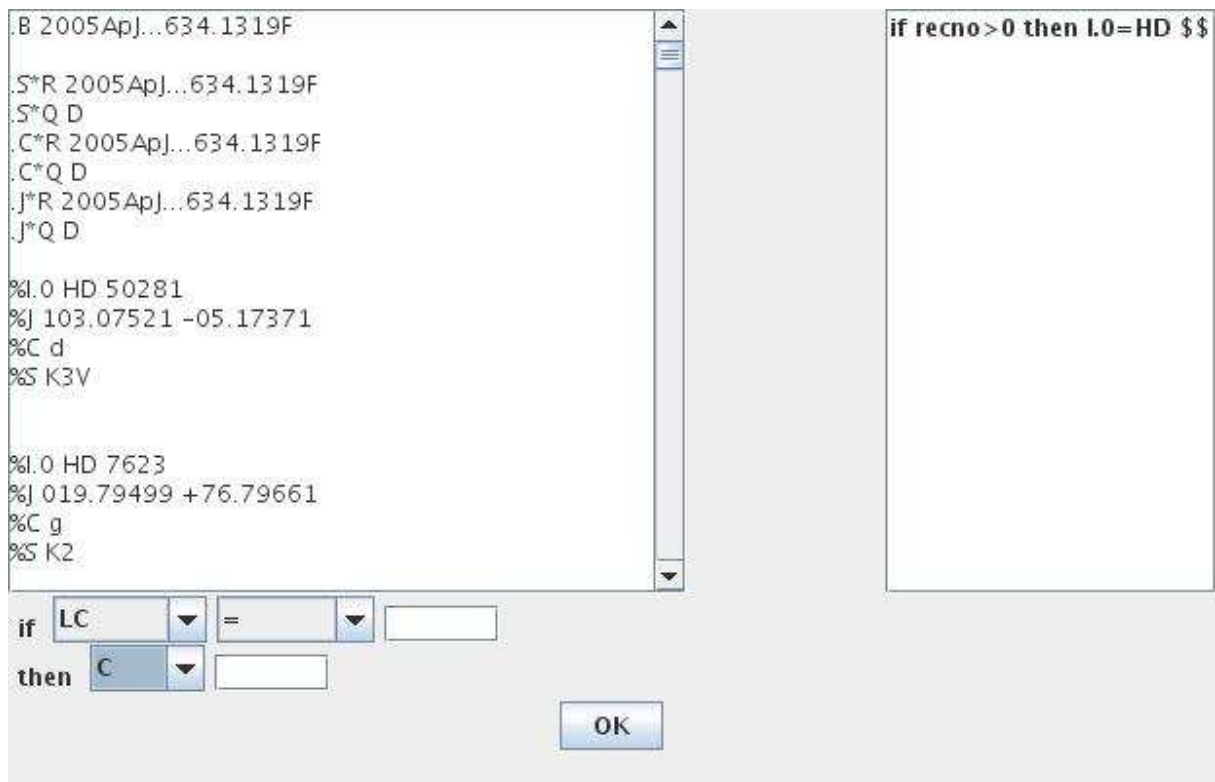 .B 2005ApJ...634.1319F
.S*R 2005ApJ...634.1319F
.S*Q D
.C*R 2005ApJ...634.1319F
.C*Q D
.J*R 2005ApJ...634.1319F
.J*Q D
%I.0 HD 50281
%J 103.07521 -05.17371
%C d
%S K3V
%I.0 HD 7623
%J 019.79499 +76.79661
%C g
%S K2
if recno>0 then I.0=HD $$
if LC =
then C
OK